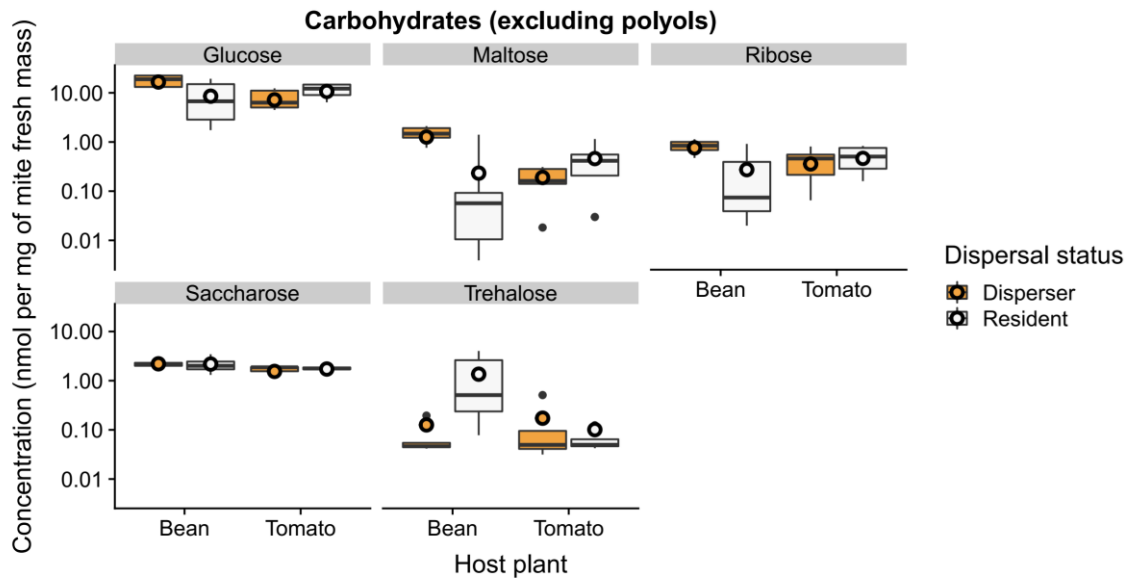 Carbohydrates (excluding polyols)
Glucose
Maltose
Ribose
10.00
1.00
0.10
0.01
Bean
Tomato
Saccharose
Trehalose
10.00
1.00
0.10
0.01
Bean
Tomato
Bean
Tomato
Host plant
Concentration (nmol per mg of mite fresh mass)
Dispersal status
Disperser
Resident